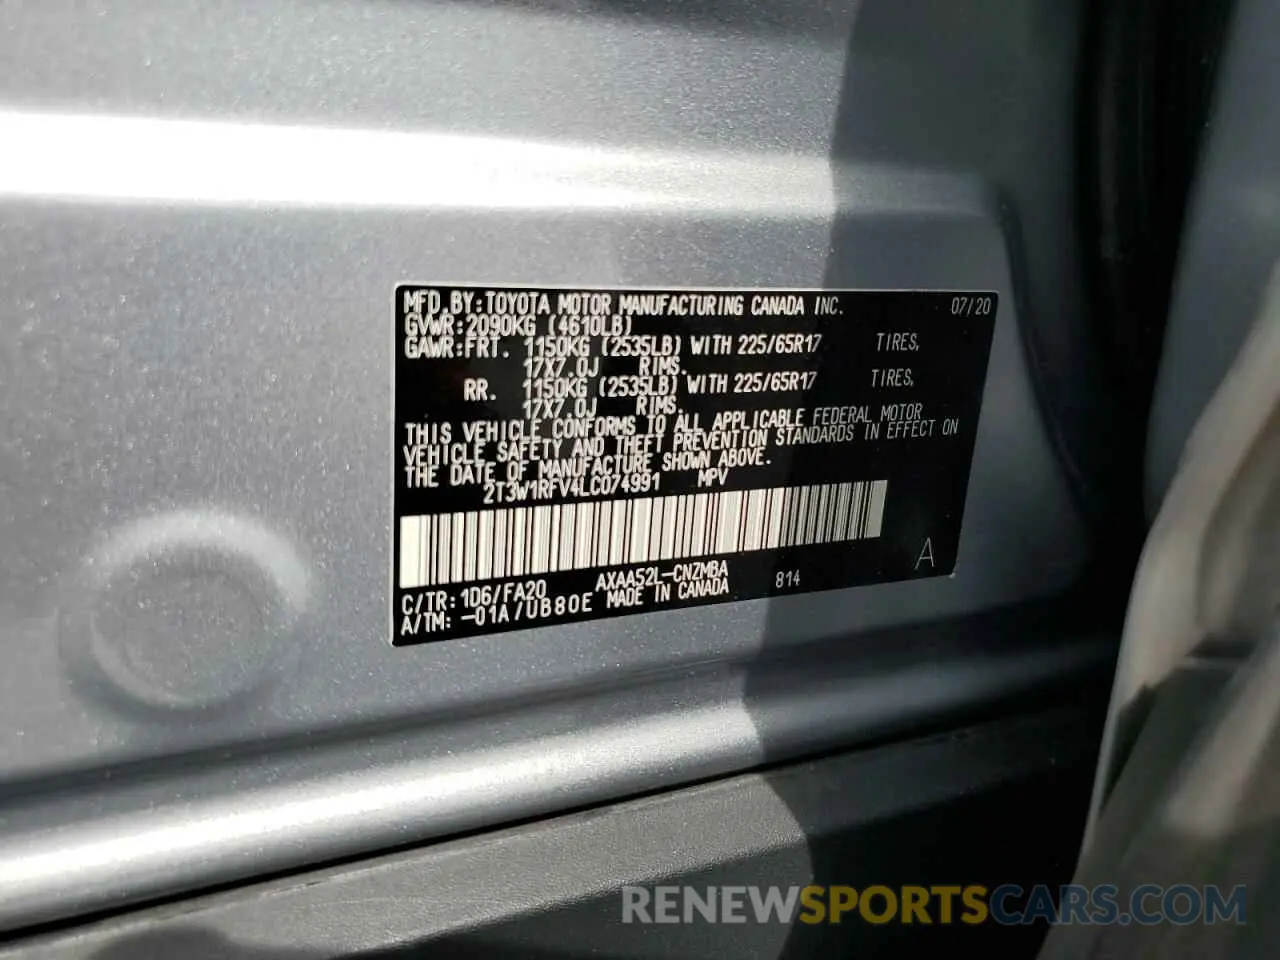 MFD.BY:TOYOTA MOTOR MANUFACTURING CANADA INC. 07/20
GVWR:2090KG (4610LB)
GAWR:FRT. 1150KG (2535LB) WITH 225/65R17 TIRES,
17X7.0J RIMS.
RR. 1150KG (2535LB) WITH 225/65R17 TIRES,
17X7.0J RIMS.
THIS VEHICLE CONFORMS TO ALL APPLICABLE FEDERAL MOTOR
VEHICLE SAFETY AND THEFT PREVENTION STANDARDS IN EFFECT ON
THE DATE OF MANUFACTURE SHOWN ABOVE.
2T3W1RFV4LC074991 MPV
A
C/TR:1D6/FA20 AXAA52L-CNZMBA 814
A/TM: -01A/UB80E MADE IN CANADA
RENEWSPORTSCARS.COM